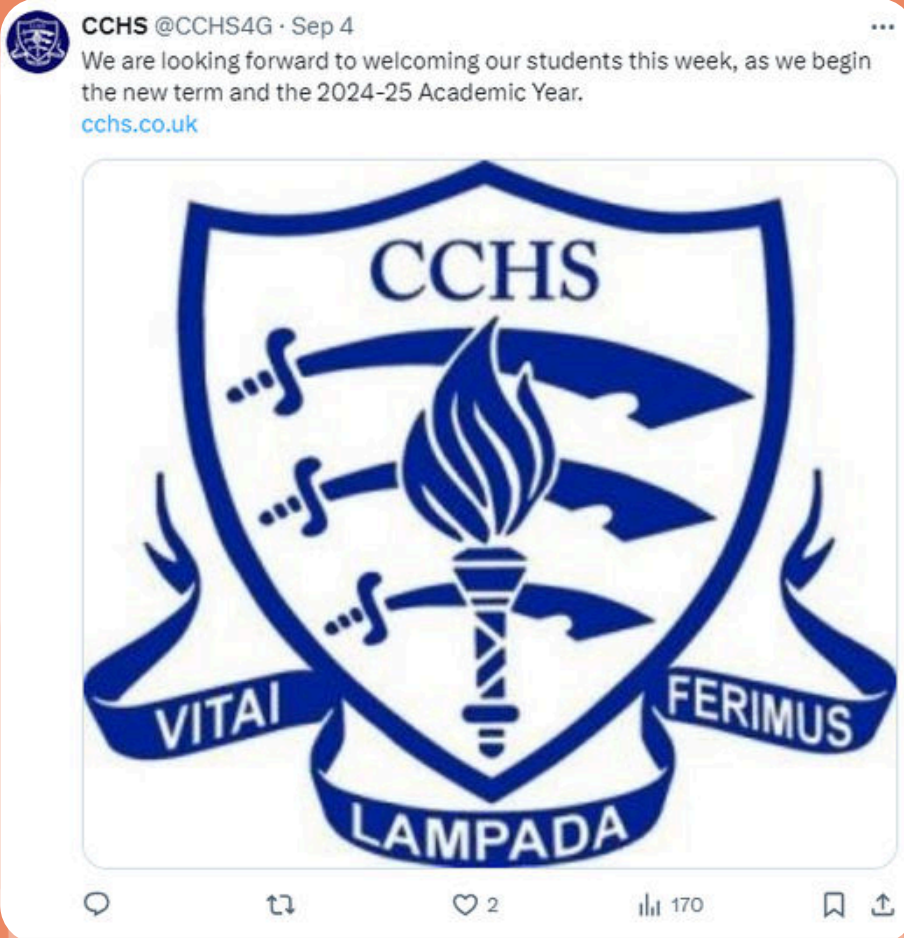 CCHS @CCHS4G · Sep 4
We are looking forward to welcoming our students this week, as we begin
the new term and the 2024-25 Academic Year.
cchs.co.uk
CCHS
VITAI
LAMPADA
FERIMUS
2
170